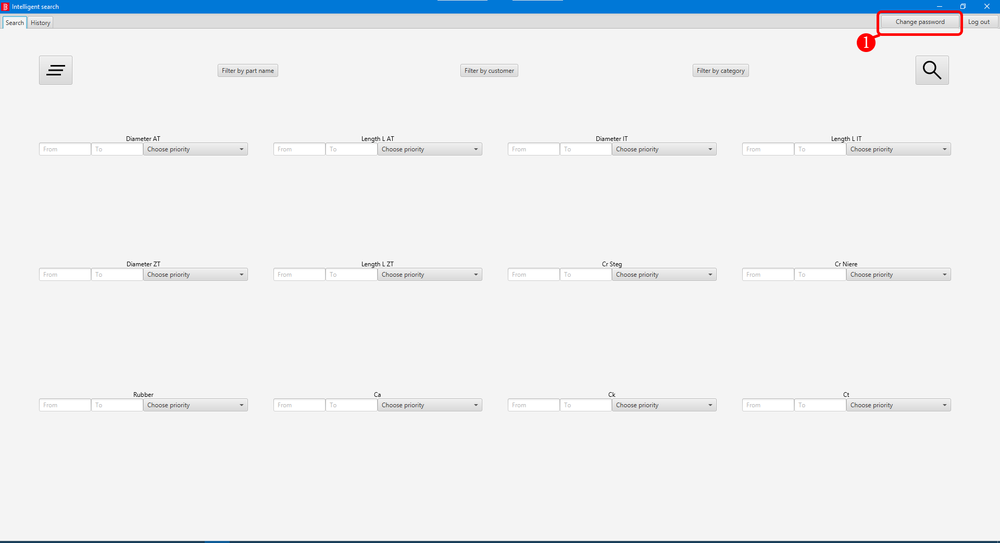 Intelligent search
Search History Change password Log out
1
Filter by part name Filter by customer Filter by category
Diameter AT Length L AT Diameter IT Length L IT
From To Choose priority From To Choose priority From To Choose priority From To Choose priority
Diameter ZT Length L ZT Cr Steg Cr Niere
From To Choose priority From To Choose priority From To Choose priority From To Choose priority
Rubber Ca Ck Ct
From To Choose priority From To Choose priority From To Choose priority From To Choose priority